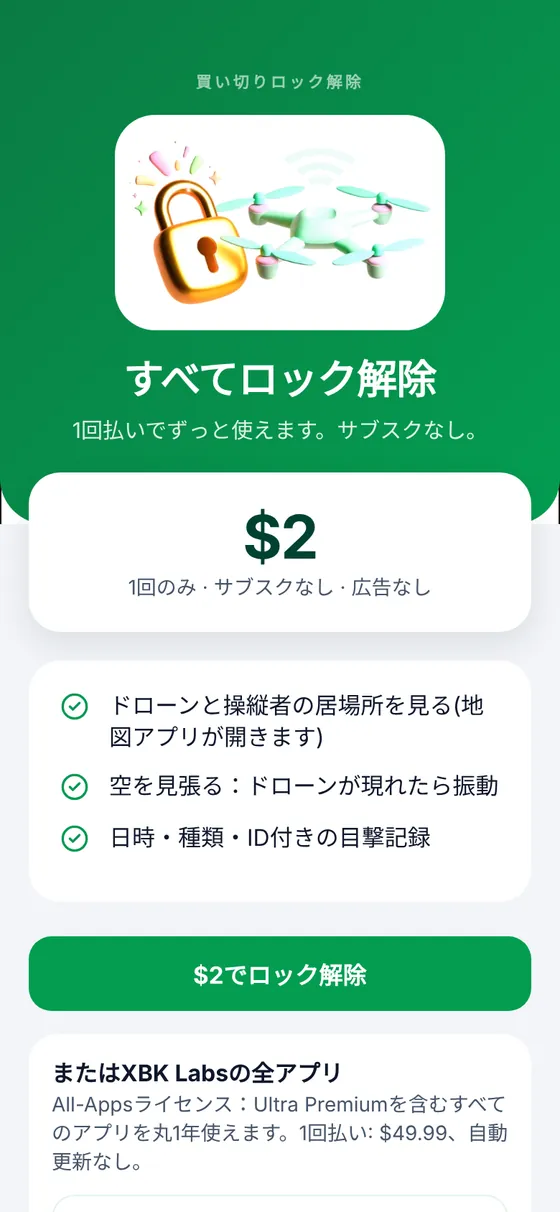 買い切りロック解除
すべてロック解除
1回払いでずっと使えます。サブスクなし。
$2
1回のみ · サブスクなし · 広告なし
ドローンと操縦者の居場所を見る(地
図アプリが開きます)
空を見張る：ドローンが現れたら振動
日時・種類・ID付きの目撃記録
$2でロック解除
またはXBK Labsの全アプリ
All-Appsライセンス：Ultra Premiumを含むすべて
のアプリを丸1年使えます。1回払い: $49.99、自動
更新なし。